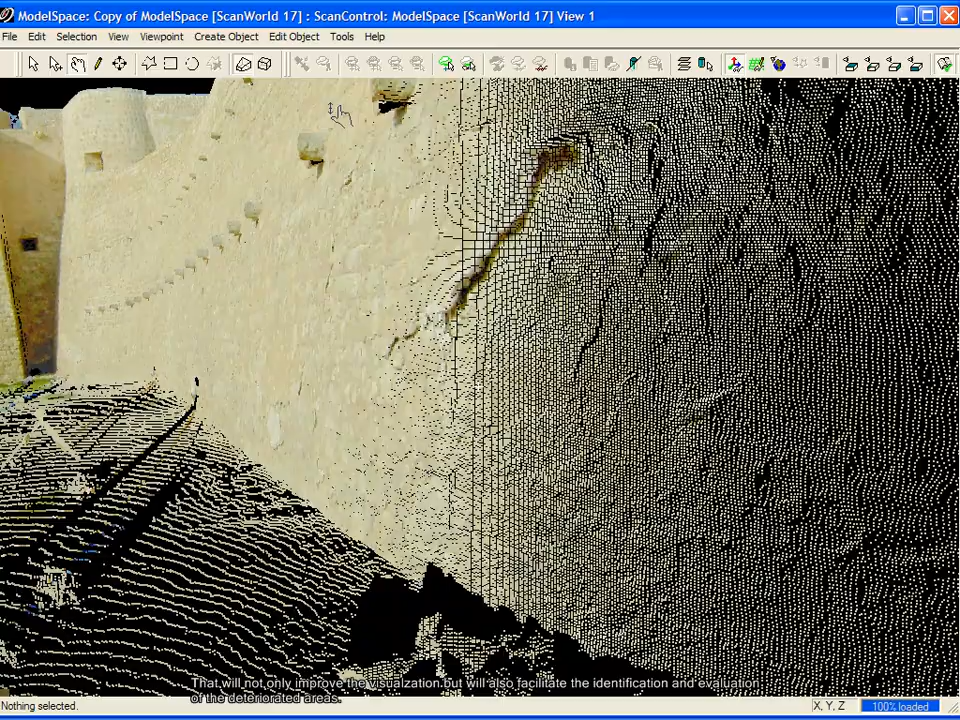 ModelSpace: Copy of ModelSpace [ScanWorld 17] : ScanControl: ModelSpace [ScanWorld 17] View 1
File Edit Selection View Viewpoint Create Object Edit Object Tools Help
That will not only improve the visualzation but will also facilitate the identification and evaluation
of the deteriorated areas.
Nothing selected. X, Y, Z 100% loaded